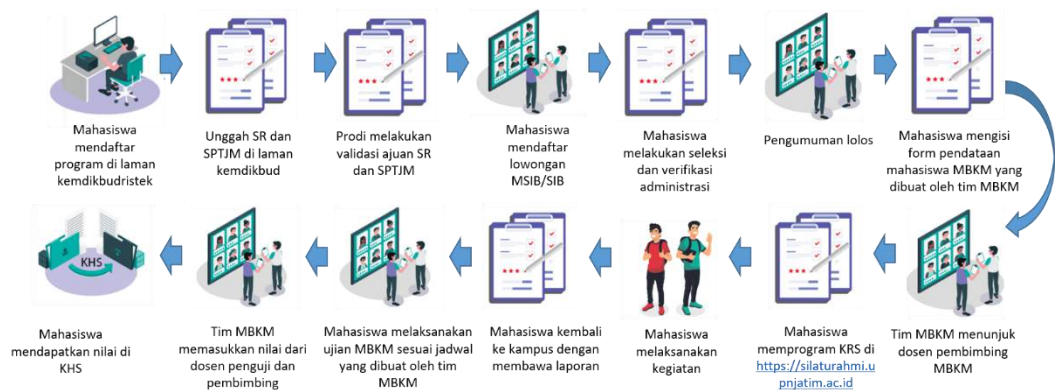 Mahasiswa
mendaftar
program di laman
kemdikbudristek
Unggah SR dan
SPTJM di laman
kemdikbud
Prodi melakukan
validasi ajuan SR
dan SPTJM
Mahasiswa
mendaftar
lowongan
MSIB/SIB
Mahasiswa
melakukan seleksi
dan verifikasi
administrasi
Pengumuman lolos
Mahasiswa mengisi
form pendataan
mahasiswa MBKM yang
dibuat oleh tim MBKM
Tim MBKM menunjuk
dosen pembimbing
MBKM
Mahasiswa
memprogram KRS di
https://silaturahmi.u
pnjatim.ac.id
Mahasiswa
melaksanakan
kegiatan
Mahasiswa kembali
ke kampus dengan
membawa laporan
Mahasiswa melaksanakan
ujian MBKM sesuai jadwal
yang dibuat oleh tim
MBKM
Tim MBKM
memasukkan nilai dari
dosen penguji dan
pembimbing
KHS
Mahasiswa
mendapatkan nilai di
KHS